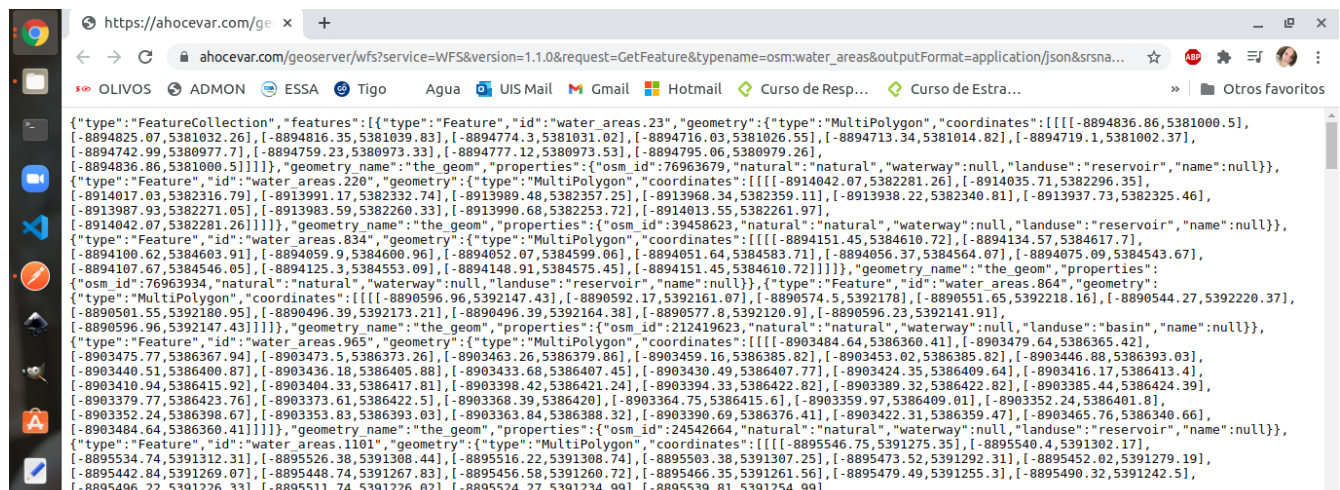 https://ahocevar.com/ge
ahocevar.com/geoserver/wfs?service=WFS&version=1.1.0&request=GetFeature&typename=osm:water_areas&outputFormat=application/json&srsna...
ABP
OLIVOS ADMON ESSA Tigo Agua UIS Mail Gmail Hotmail Curso de Resp... Curso de Estra... » Otros favoritos
{"type":"FeatureCollection","features":[{"type":"Feature","id":"water_areas.23","geometry":{"type":"MultiPolygon","coordinates":[[[[-8894836.86,5381000.5],
[-8894825.07,5381032.26],[-8894816.35,5381039.83],[-8894774.3,5381031.02],[-8894716.03,5381026.55],[-8894713.34,5381014.82],[-8894719.1,5381002.37],
[-8894742.99,5380977.7],[-8894759.23,5380973.33],[-8894777.12,5380973.53],[-8894795.06,5380979.26],
[-8894836.86,5381000.5]]]]},"geometry_name":"the_geom","properties":{"osm_id":76963679,"natural":"natural","waterway":null,"landuse":"reservoir","name":null}},
{"type":"Feature","id":"water_areas.220","geometry":{"type":"MultiPolygon","coordinates":[[[[-8914042.07,5382281.26],[-8914035.71,5382296.35],
[-8914017.03,5382316.79],[-8913991.17,5382332.74],[-8913989.48,5382357.25],[-8913968.34,5382359.11],[-8913938.22,5382340.81],[-8913937.73,5382325.46],
[-8913987.93,5382271.05],[-8913983.59,5382260.33],[-8913990.68,5382253.72],[-8914013.55,5382261.97],
[-8914042.07,5382281.26]]]]},"geometry_name":"the_geom","properties":{"osm_id":39458623,"natural":"natural","waterway":null,"landuse":"reservoir","name":null}},
{"type":"Feature","id":"water_areas.834","geometry":{"type":"MultiPolygon","coordinates":[[[[-8894151.45,5384610.72],[-8894134.57,5384617.7],
[-8894100.62,5384603.91],[-8894059.9,5384600.96],[-8894052.07,5384599.06],[-8894051.64,5384583.71],[-8894056.37,5384564.07],[-8894075.09,5384543.67],
[-8894107.67,5384546.05],[-8894125.3,5384553.09],[-8894148.91,5384575.45],[-8894151.45,5384610.72]]]]},"geometry_name":"the_geom","properties":
{"osm_id":76963934,"natural":"natural","waterway":null,"landuse":"reservoir","name":null}},{"type":"Feature","id":"water_areas.864","geometry":
{"type":"MultiPolygon","coordinates":[[[[-8890596.96,5392147.43],[-8890592.17,5392161.07],[-8890574.5,5392178],[-8890551.65,5392218.16],[-8890544.27,5392220.37],
[-8890501.55,5392180.95],[-8890496.39,5392173.21],[-8890496.39,5392164.38],[-8890577.8,5392120.9],[-8890596.23,5392141.91],
[-8890596.96,5392147.43]]]]},"geometry_name":"the_geom","properties":{"osm_id":212419623,"natural":"natural","waterway":null,"landuse":"basin","name":null}},
{"type":"Feature","id":"water_areas.965","geometry":{"type":"MultiPolygon","coordinates":[[[[-8903484.64,5386360.41],[-8903479.64,5386365.42],
[-8903475.77,5386367.94],[-8903473.5,5386373.26],[-8903463.26,5386379.86],[-8903459.16,5386385.82],[-8903453.02,5386385.82],[-8903446.88,5386393.03],
[-8903440.51,5386400.87],[-8903436.18,5386405.88],[-8903433.68,5386407.45],[-8903430.49,5386407.77],[-8903424.35,5386409.64],[-8903416.17,5386413.4],
[-8903410.94,5386415.92],[-8903404.33,5386417.81],[-8903398.42,5386421.24],[-8903394.33,5386422.82],[-8903389.32,5386422.82],[-8903385.44,5386424.39],
[-8903379.77,5386423.76],[-8903373.61,5386422.5],[-8903368.39,5386420],[-8903364.75,5386415.6],[-8903359.97,5386409.01],[-8903352.24,5386401.8],
[-8903352.24,5386398.67],[-8903353.83,5386393.03],[-8903363.84,5386388.32],[-8903390.69,5386376.41],[-8903422.31,5386359.47],[-8903465.76,5386340.66],
[-8903484.64,5386360.41]]]]},"geometry_name":"the_geom","properties":{"osm_id":24542664,"natural":"natural","waterway":null,"landuse":"reservoir","name":null}},
{"type":"Feature","id":"water_areas.1101","geometry":{"type":"MultiPolygon","coordinates":[[[[-8895546.75,5391275.35],[-8895540.4,5391302.17],
[-8895534.74,5391312.31],[-8895526.38,5391308.44],[-8895516.22,5391308.74],[-8895503.38,5391307.25],[-8895473.52,5391292.31],[-8895452.02,5391279.19],
[-8895442.84,5391269.07],[-8895448.74,5391267.83],[-8895456.58,5391260.72],[-8895466.35,5391261.56],[-8895479.49,5391255.3],[-8895490.32,5391242.5],
[-8895496.22,5391226.33],[-8895511.74,5391226.02],[-8895524.27,5391234.99],[-8895539.81,5391254.99]